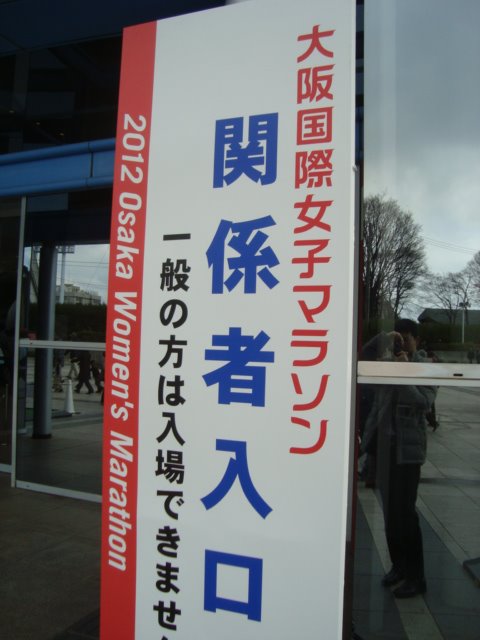 大阪国際女子マラソン
関係者入口
一般の方は入場できませ
2012 Osaka Women's Marathon